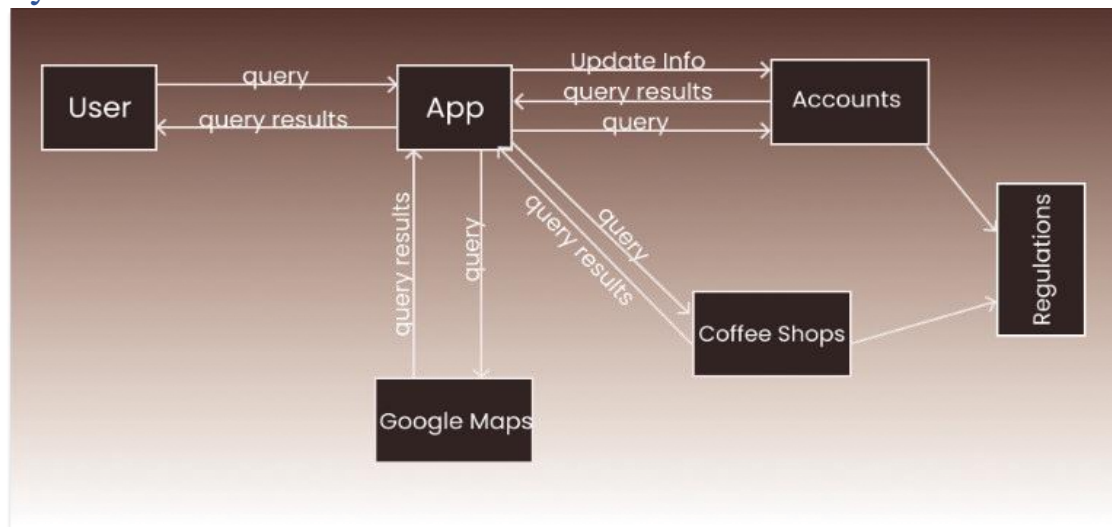 User
query
query results
App
Update Info
query results
query
Accounts
query results
query
query
query results
Regulations
Coffee Shops
Google Maps